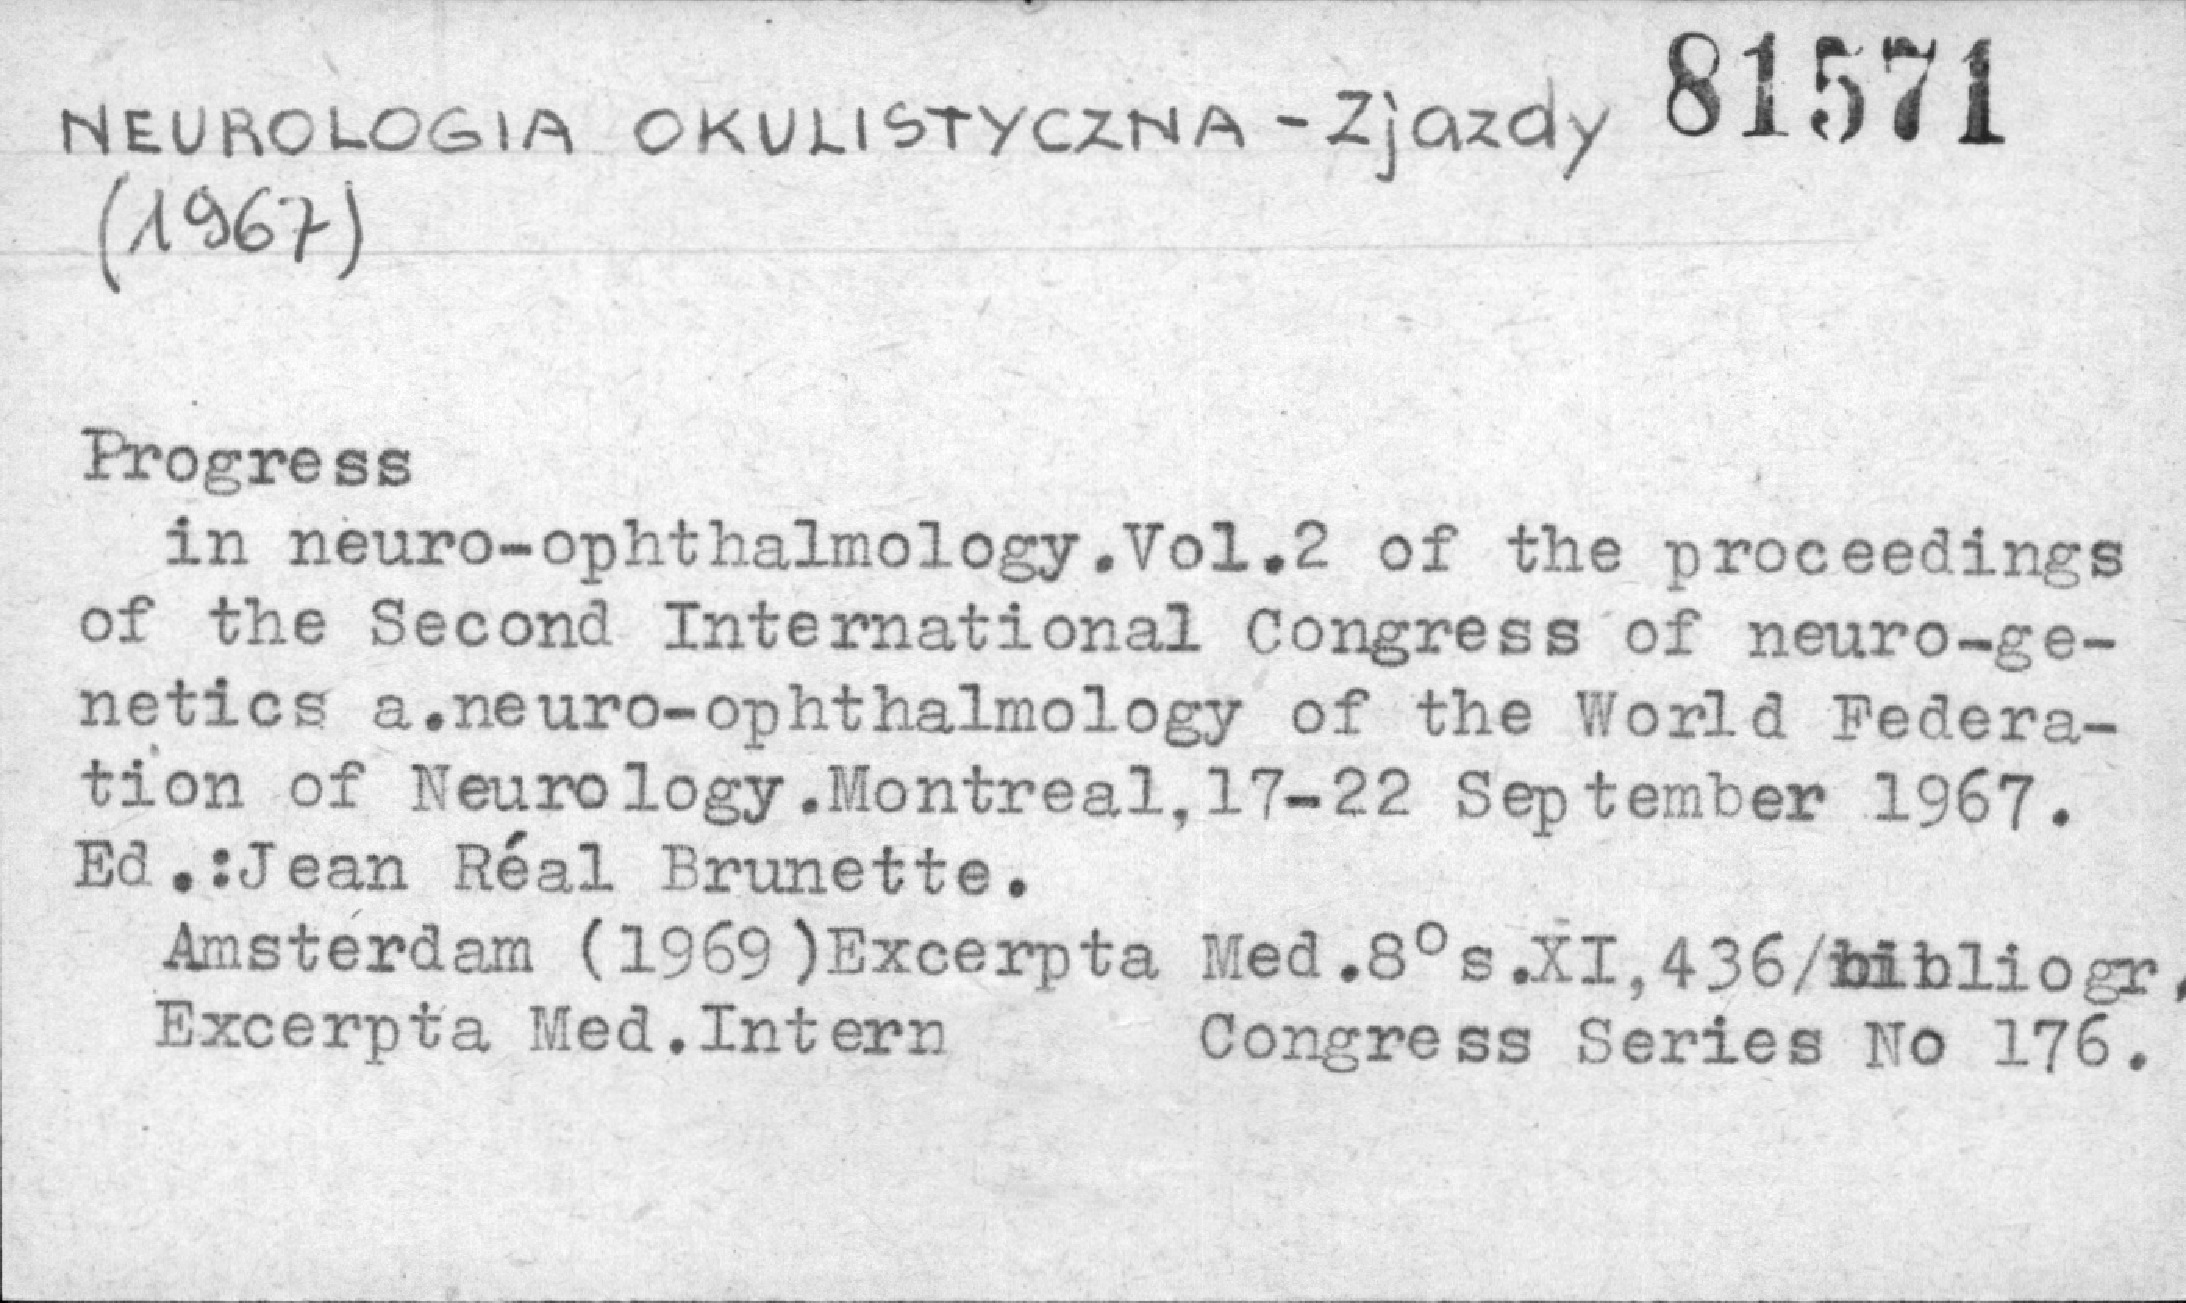 NEUROLOGIA OKULISTYCZNA - Zjazdy 81571
(1967)
Progress
in neuro-ophthalmology.Vol.2 of the proceedings
of the Second International Congress of neuro-ge-
netics a.neuro-ophthalmology of the World Federa-
tion of Neurology.Montreal,17-22 September 1967.
Ed.:Jean Réal Brunette.
Amsterdam (1969)Excerpta Med.8°s.XI,436/bibliogr.
Excerpta Med.Intern Congress Series No 176.